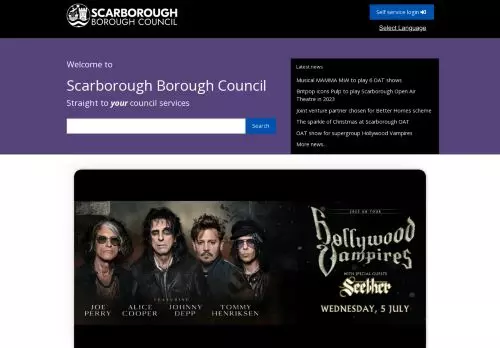 SCARBOROUGH
BOROUGH COUNCIL
Self service login
Select Language
Welcome to
Scarborough Borough Council
Straight to your council services
Search
Latest news
Musical MAMMA MIA! to play 6 OAT shows
Britpop icons Pulp to play Scarborough Open Air
Theatre in 2023
Joint venture partner chosen for Better Homes scheme
The sparkle of Christmas at Scarborough OAT
OAT show for supergroup Hollywood Vampires
More news...
LIVE ON TOUR
Hollywood
Vampires
WITH SPECIAL GUESTS
Seether
WEDNESDAY, 5 JULY
FEATURING
JOE
PERRY
ALICE
COOPER
JOHNNY
DEPP
TOMMY
HENRIKSEN